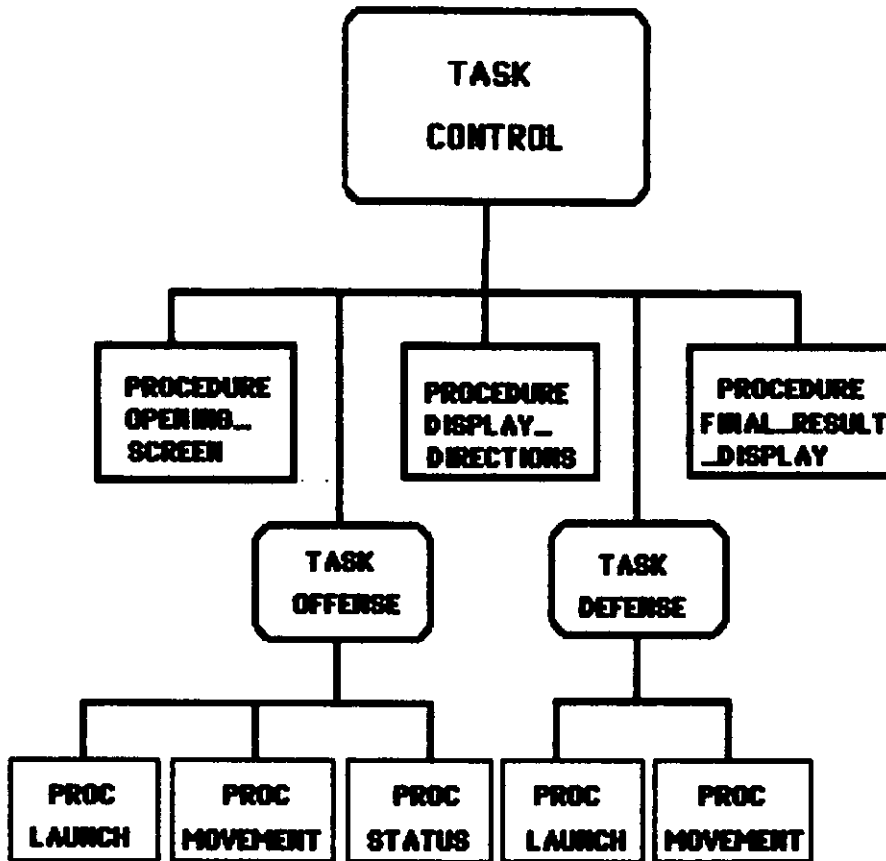 TASK
CONTROL
PROCEDURE
OPENING_
SCREEN
PROCEDURE
DISPLAY_
DIRECTIONS
PROCEDURE
FINAL_RESULT
_DISPLAY
TASK
OFFENSE
TASK
DEFENSE
PROC
LAUNCH
PROC
MOVEMENT
PROC
STATUS
PROC
LAUNCH
PROC
MOVEMENT